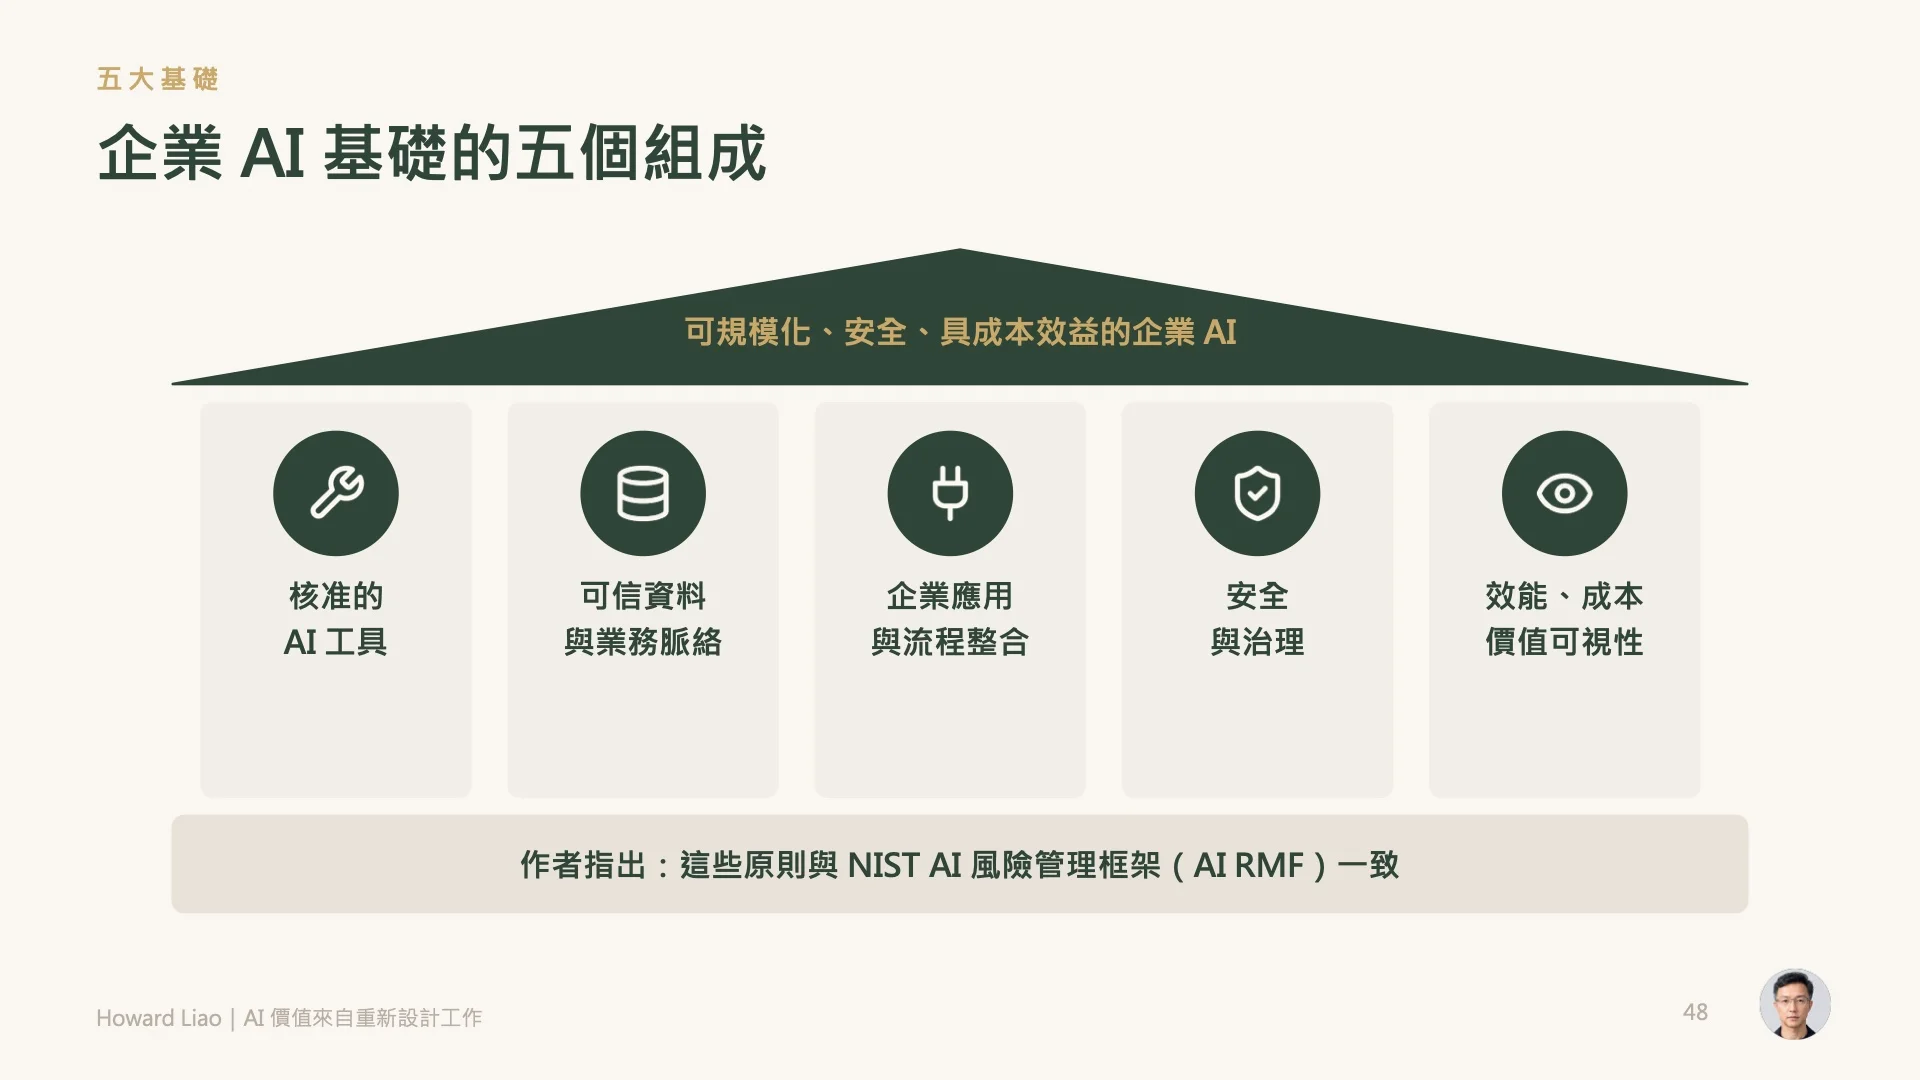 五大基礎
企業 AI 基礎的五個組成
可規模化、安全、具成本效益的企業 AI
核准的
AI 工具
可信資料
與業務脈絡
企業應用
與流程整合
安全
與治理
效能、成本
價值可視性
作者指出：這些原則與 NIST AI 風險管理框架（AI RMF）一致
Howard Liao｜AI 價值來自重新設計工作
48